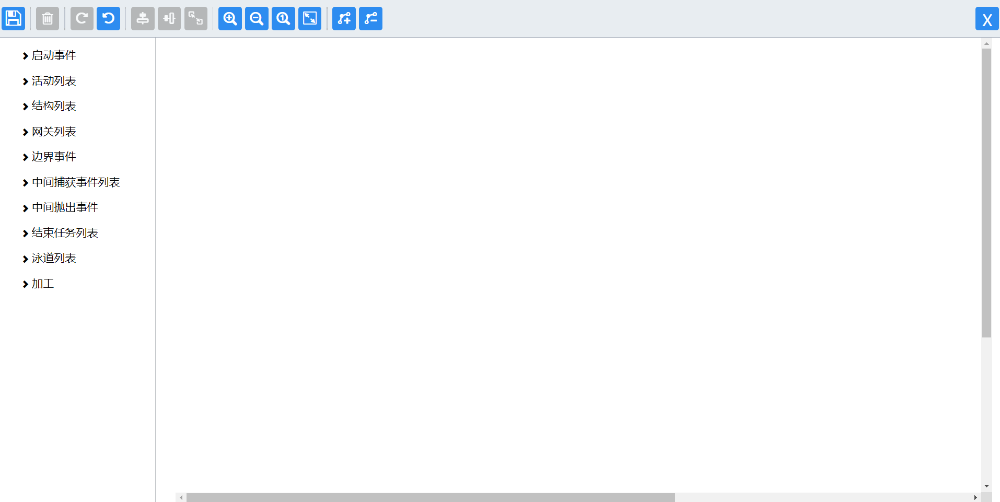 X
启动事件
活动列表
结构列表
网关列表
边界事件
中间捕获事件列表
中间抛出事件
结束任务列表
泳道列表
加工